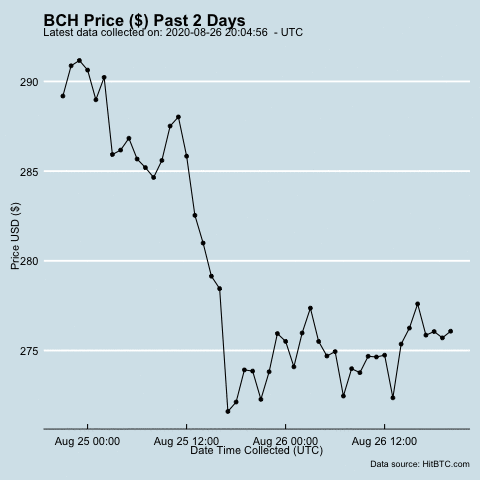 BCH Price ($) Past 2 Days
Latest data collected on: 2020-08-26 20:04:56  - UTC
290
285
280
275
Price USD ($)
Aug 25 00:00
Aug 25 12:00
Aug 26 00:00
Aug 26 12:00
Date Time Collected (UTC)
Data source: HitBTC.com